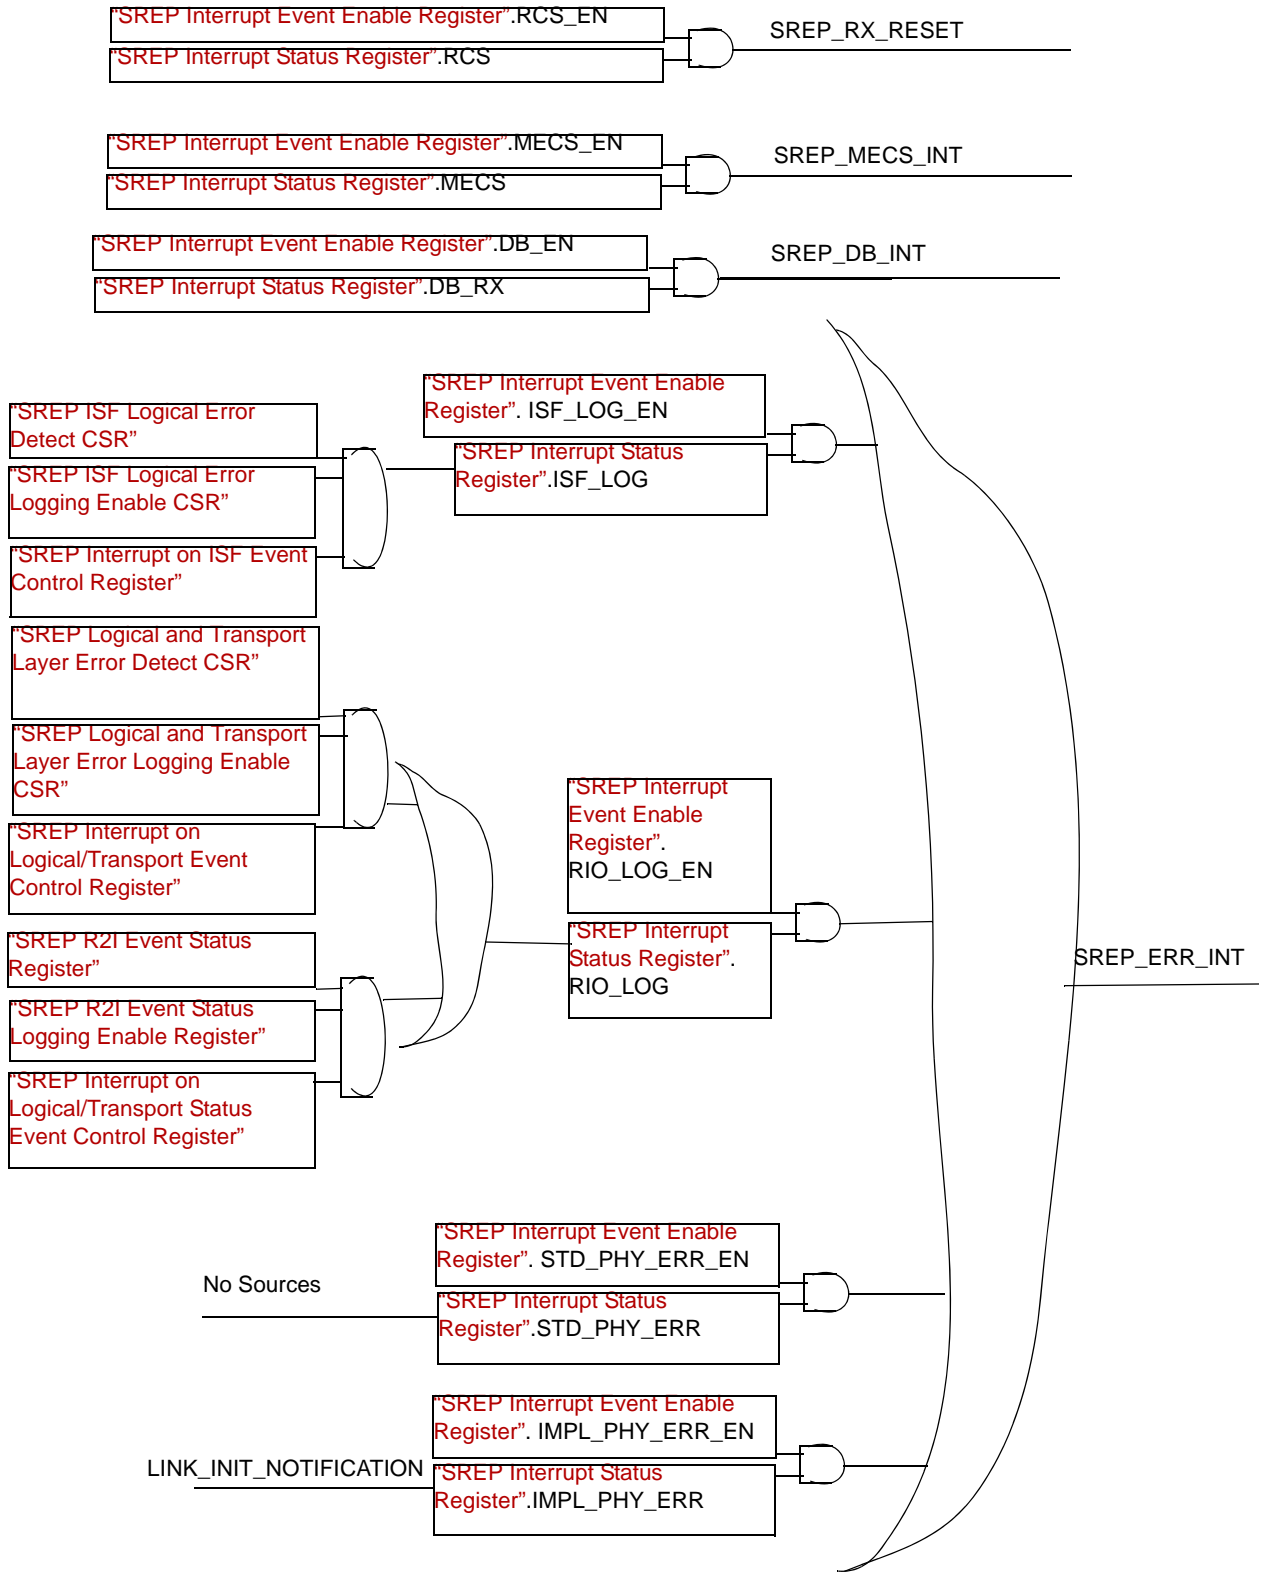 “SREP Interrupt Event Enable Register”.RCS_EN
SREP_RX_RESET
“SREP Interrupt Status Register”.RCS
“SREP Interrupt Event Enable Register”.MECS_EN
SREP_MECS_INT
“SREP Interrupt Status Register”.MECS
“SREP Interrupt Event Enable Register”.DB_EN
SREP_DB_INT
“SREP Interrupt Status Register”.DB_RX
“SREP Interrupt Event Enable
Register”. ISF_LOG_EN
“SREP Interrupt Status
Register”.ISF_LOG
“SREP ISF Logical Error
Detect CSR”
“SREP ISF Logical Error
Logging Enable CSR”
“SREP Interrupt on ISF Event
Control Register”
“SREP Logical and Transport
Layer Error Detect CSR”
“SREP Logical and Transport
Layer Error Logging Enable
CSR”
“SREP Interrupt on
Logical/Transport Event
Control Register”
“SREP Interrupt
Event Enable
Register”.
RIO_LOG_EN
“SREP Interrupt
Status Register”.
RIO_LOG
SREP_ERR_INT
“SREP R2I Event Status
Register”
“SREP R2I Event Status
Logging Enable Register”
“SREP Interrupt on
Logical/Transport Status
Event Control Register”
“SREP Interrupt Event Enable
Register”. STD_PHY_ERR_EN
No Sources
“SREP Interrupt Status
Register”.STD_PHY_ERR
“SREP Interrupt Event Enable
Register”. IMPL_PHY_ERR_EN
LINK_INIT_NOTIFICATION
“SREP Interrupt Status
Register”.IMPL_PHY_ERR